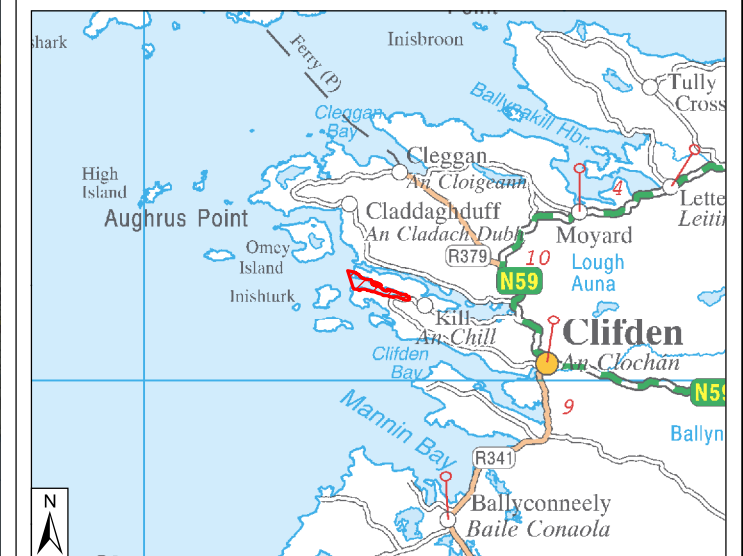 shark
Inisbroon
Point
Ferry (P)
Tully
Cross
Ballynakill Hbr.
Cleggan
Bay
Cleggan
An Cloigeann
High
Island
4
Lette
Leitir
Claddaghduff
An Cladach Dubh
Aughrus Point
Moyard
Omey
Island
R379
10
Lough
Auna
N59
Inishturk
Kill
An Chill
Clifden
An Clochán
Clifden
Bay
N59
9
Mannin Bay
Ballyn
R341
Ballyconneely
Baile Conaola
N